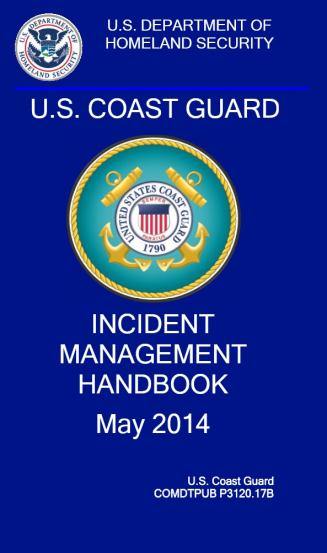 U.S. DEPARTMENT OF
HOMELAND SECURITY
U.S. DEPARTMENT OF
HOMELAND SECURITY
U.S. COAST GUARD
UNITED STATES COAST GUARD
SEMPER
PARATUS
1790
INCIDENT
MANAGEMENT
HANDBOOK
May 2014
U.S. Coast Guard
COMDTPUB P3120.17B